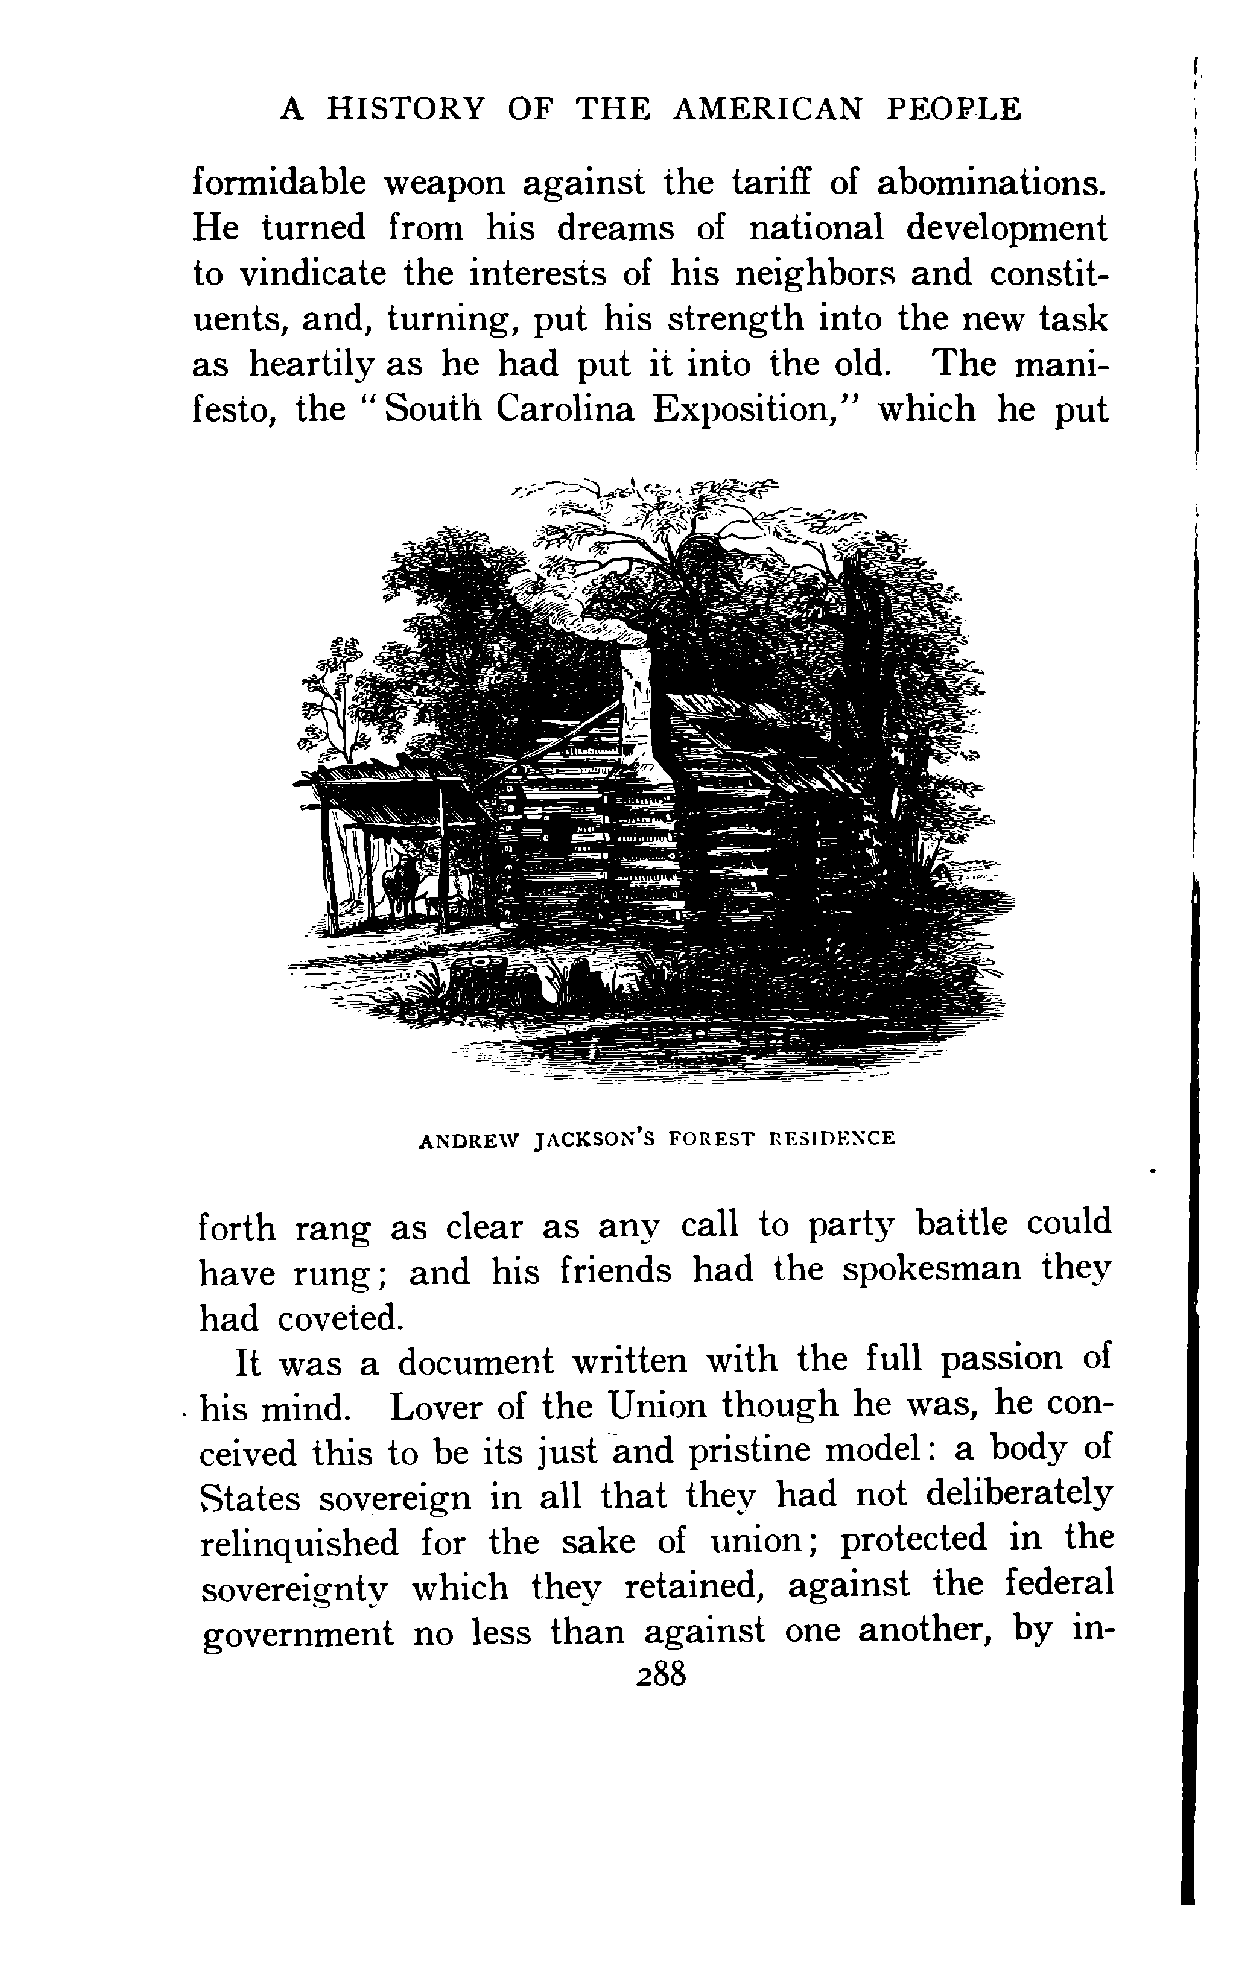 A HISTORY OF THE AMERICAN PEOPLE
formidable weapon against the tariff of abominations.
He turned from his dreams of national development
to vindicate the interests of his neighbors and constit-
uents, and, turning, put his strength into the new task
as heartily as he had put it into the old. The mani-
festo, the "South Carolina Exposition," which he put
ANDREW JACKSON'S FOREST RESIDENCE
forth rang as clear as any call to party battle could
have rung; and his friends had the spokesman they
had coveted.
It was a document written with the full passion of
his mind. Lover of the Union though he was, he con-
ceived this to be its just and pristine model: a body of
States sovereign in all that they had not deliberately
relinquished for the sake of union; protected in the
sovereignty which they retained, against the federal
government no less than against one another, by in-
288